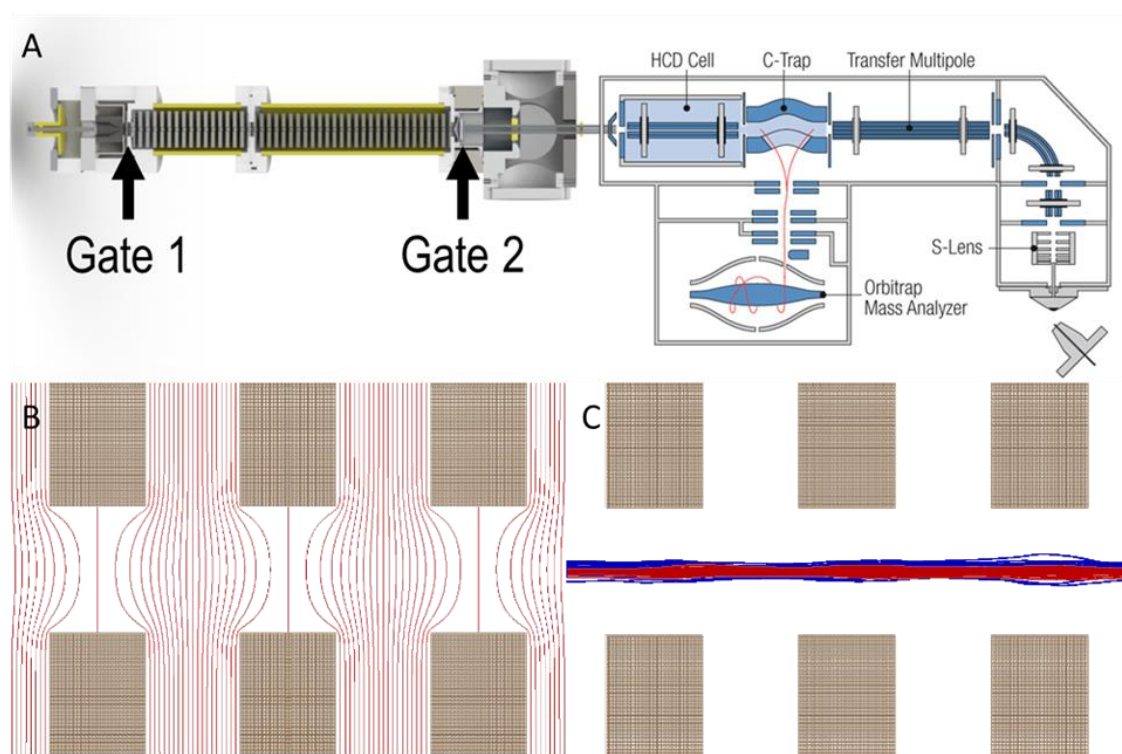 A
HCD Cell
C-Trap
Transfer Multipole
Gate 1
Gate 2
S-Lens
Orbitrap
Mass Analyzer
B
C